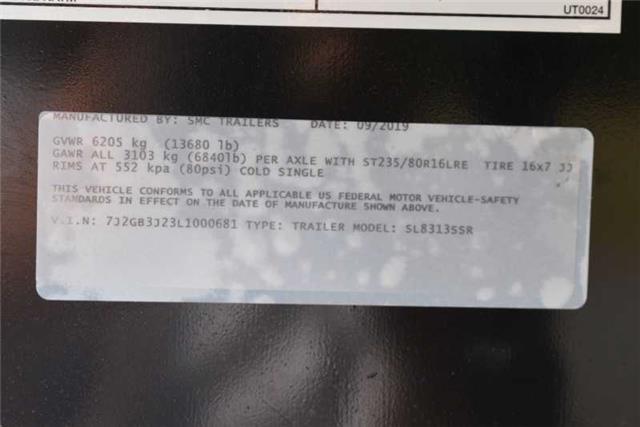 UT0024
MANUFACTURED BY: SMC TRAILERS DATE: 09/2019
GVWR 6205 kg (13680 lb)
GAWR ALL 3103 kg (6840lb) PER AXLE WITH ST235/80R16LRE TIRE 16x7 JJ
RIMS AT 552 kpa (80psi) COLD SINGLE
THIS VEHICLE CONFORMS TO ALL APPLICABLE US FEDERAL MOTOR VEHICLE-SAFETY
STANDARDS IN EFFECT ON THE DATE OF MANUFACTURE SHOWN ABOVE.
V.I.N: 7J2GB3J23L1000681 TYPE: TRAILER MODEL: SL8313SSR